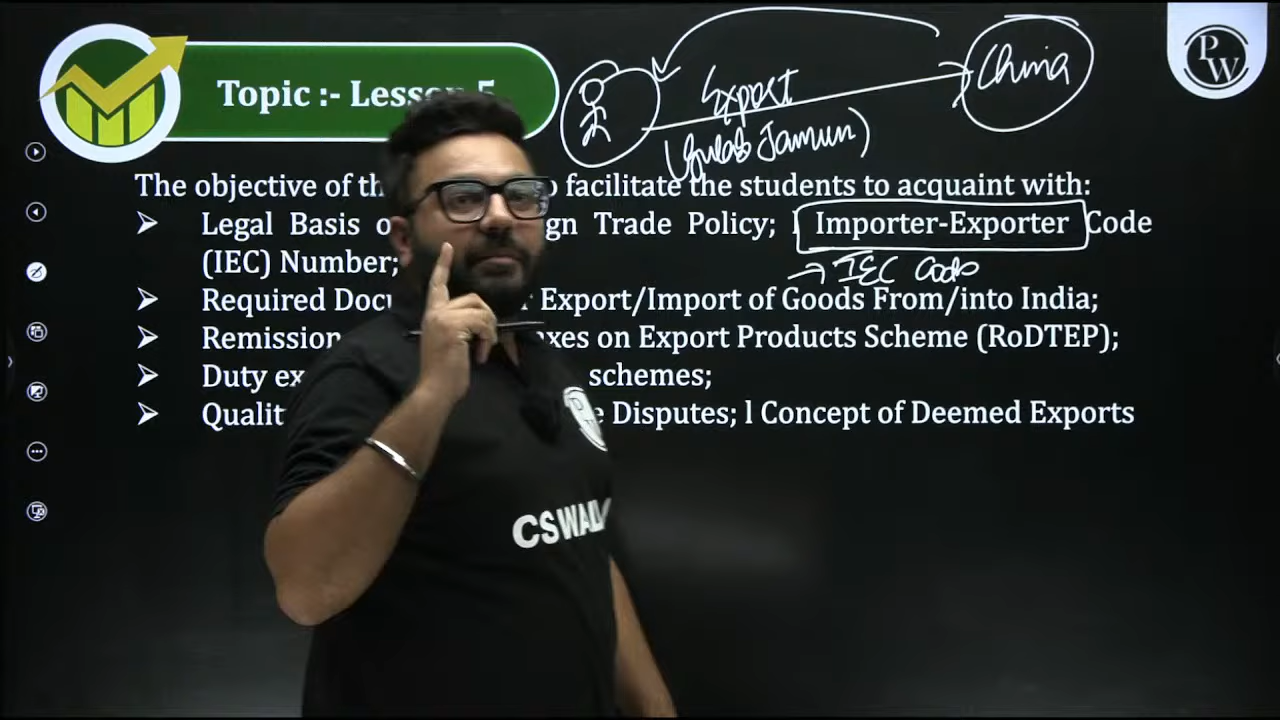 Topic :- Lesson 5
China
Export
(Gulab Jamun)
PW
The objective of th o facilitate the students to acquaint with:
Legal Basis o gn Trade Policy; l Importer-Exporter Code
(IEC) Number;
→ IEC Code
Required Docu r Export/Import of Goods From/into India;
Remission axes on Export Products Scheme (RoDTEP);
Duty ex schemes;
Qualit e Disputes; l Concept of Deemed Exports
CSWALL